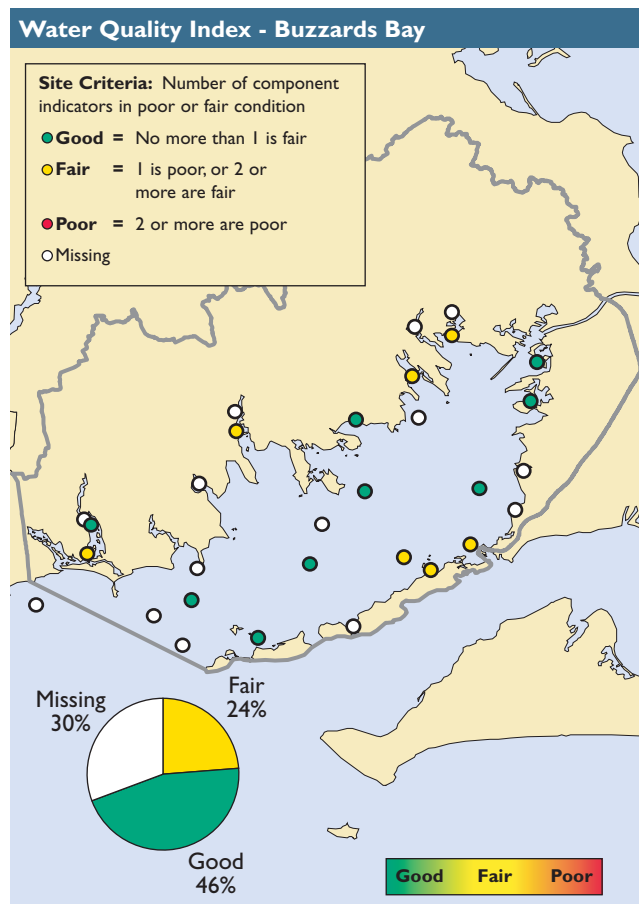 Water Quality Index - Buzzards Bay
Site Criteria: Number of component
indicators in poor or fair condition
Good = No more than 1 is fair
Fair = 1 is poor, or 2 or
more are fair
Poor = 2 or more are poor
Missing
Fair
24%
Missing
30%
Good
46%
Good Fair Poor